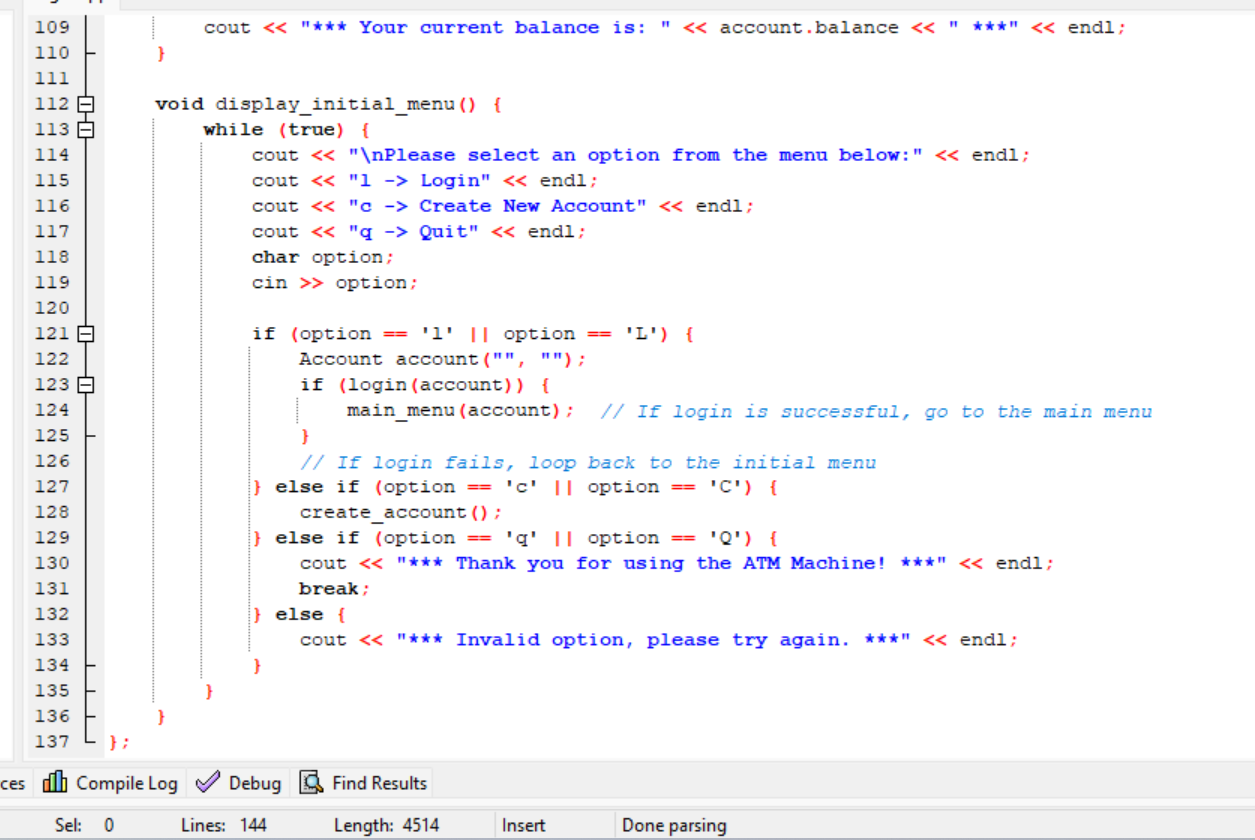 109 cout << "*** Your current balance is: " << account.balance << " ***" << endl;
110 }
111
112 void display_initial_menu() {
113 while (true) {
114 cout << "\nPlease select an option from the menu below:" << endl;
115 cout << "l -> Login" << endl;
116 cout << "c -> Create New Account" << endl;
117 cout << "q -> Quit" << endl;
118 char option;
119 cin >> option;
120
121 if (option == 'l' || option == 'L') {
122 Account account("", "");
123 if (login(account)) {
124 main_menu(account); // If login is successful, go to the main menu
125 }
126 // If login fails, loop back to the initial menu
127 } else if (option == 'c' || option == 'C') {
128 create_account();
129 } else if (option == 'q' || option == 'Q') {
130 cout << "*** Thank you for using the ATM Machine! ***" << endl;
131 break;
132 } else {
133 cout << "*** Invalid option, please try again. ***" << endl;
134 }
135 }
136 }
137 };
ces Compile Log Debug Find Results
Sel: 0 Lines: 144 Length: 4514 Insert Done parsing